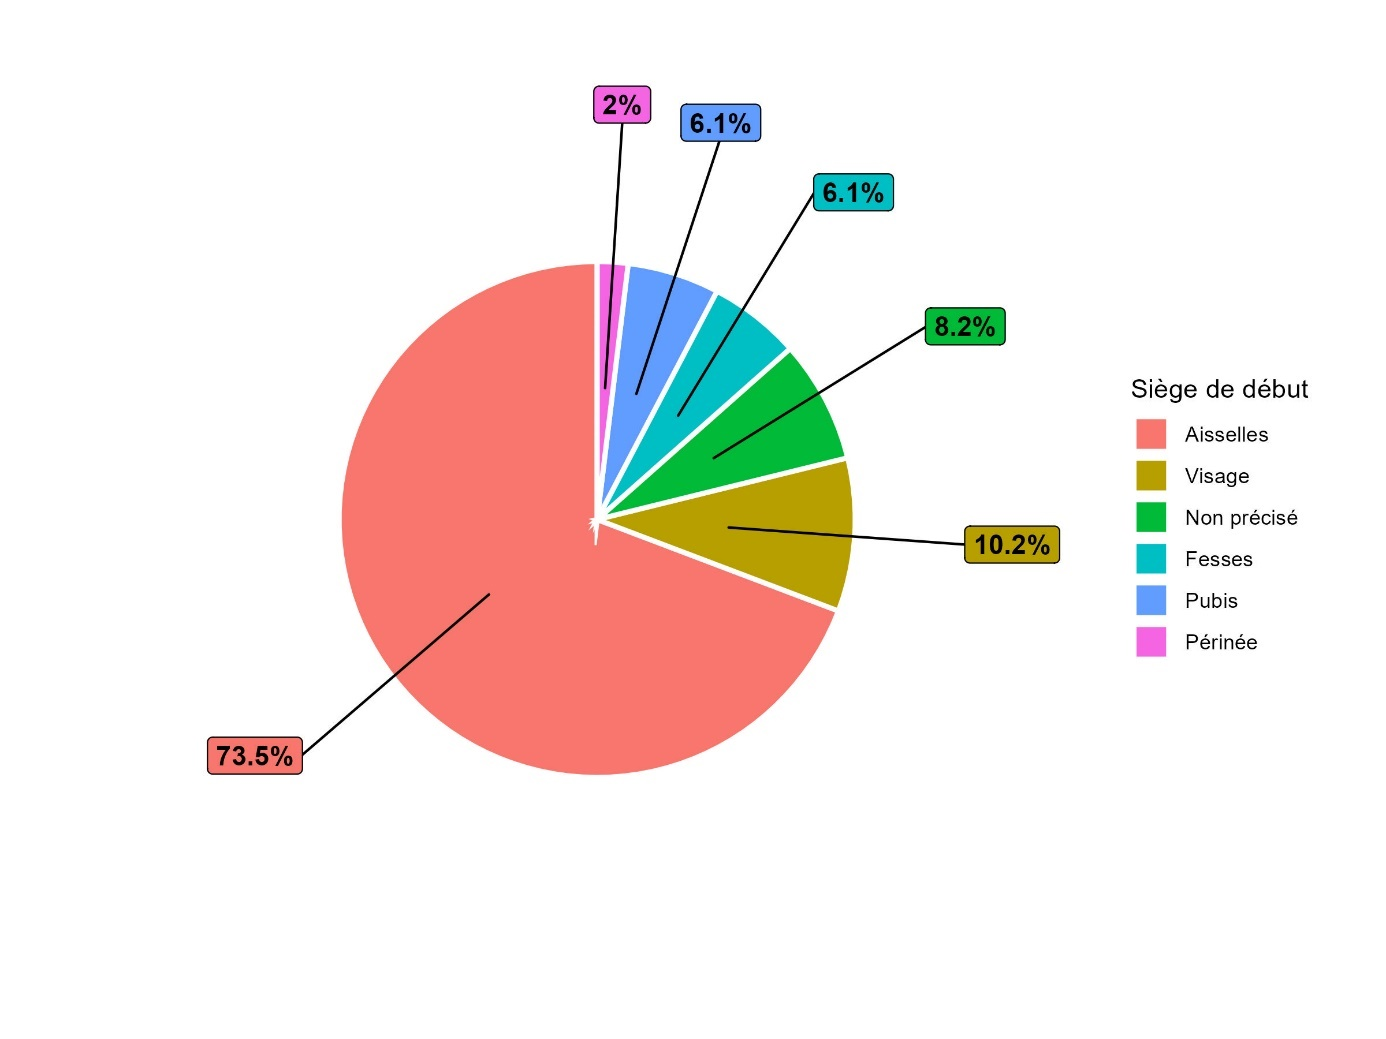 2%
6.1%
6.1%
8.2%
10.2%
73.5%
Siège de début
Aisselles
Visage
Non précisé
Fesses
Pubis
Périnée